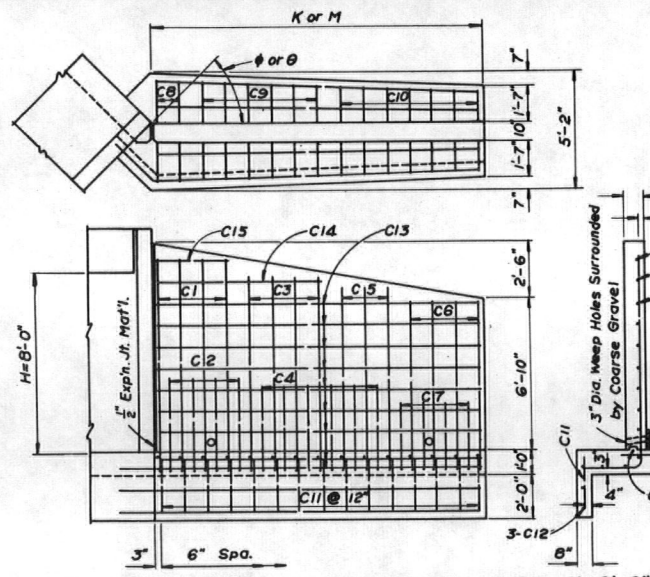 K or M
φ or θ
7"
C8
C9
C10
1'-7"
10
1'-7"
5'-2"
7"
C15
C14
C13
C1
C3
C5
C6
2'-6"
H=8'-0"
C2
C4
C7
6'-10"
1/2" Exp'n. Jt. Mat'l.
3" Dia. Weep Holes Surrounded
by Coarse Gravel
C11
1'-0"
3"
C11 @ 12"
2'-0"
4"
3-C12
3"
6" Spa.
8"